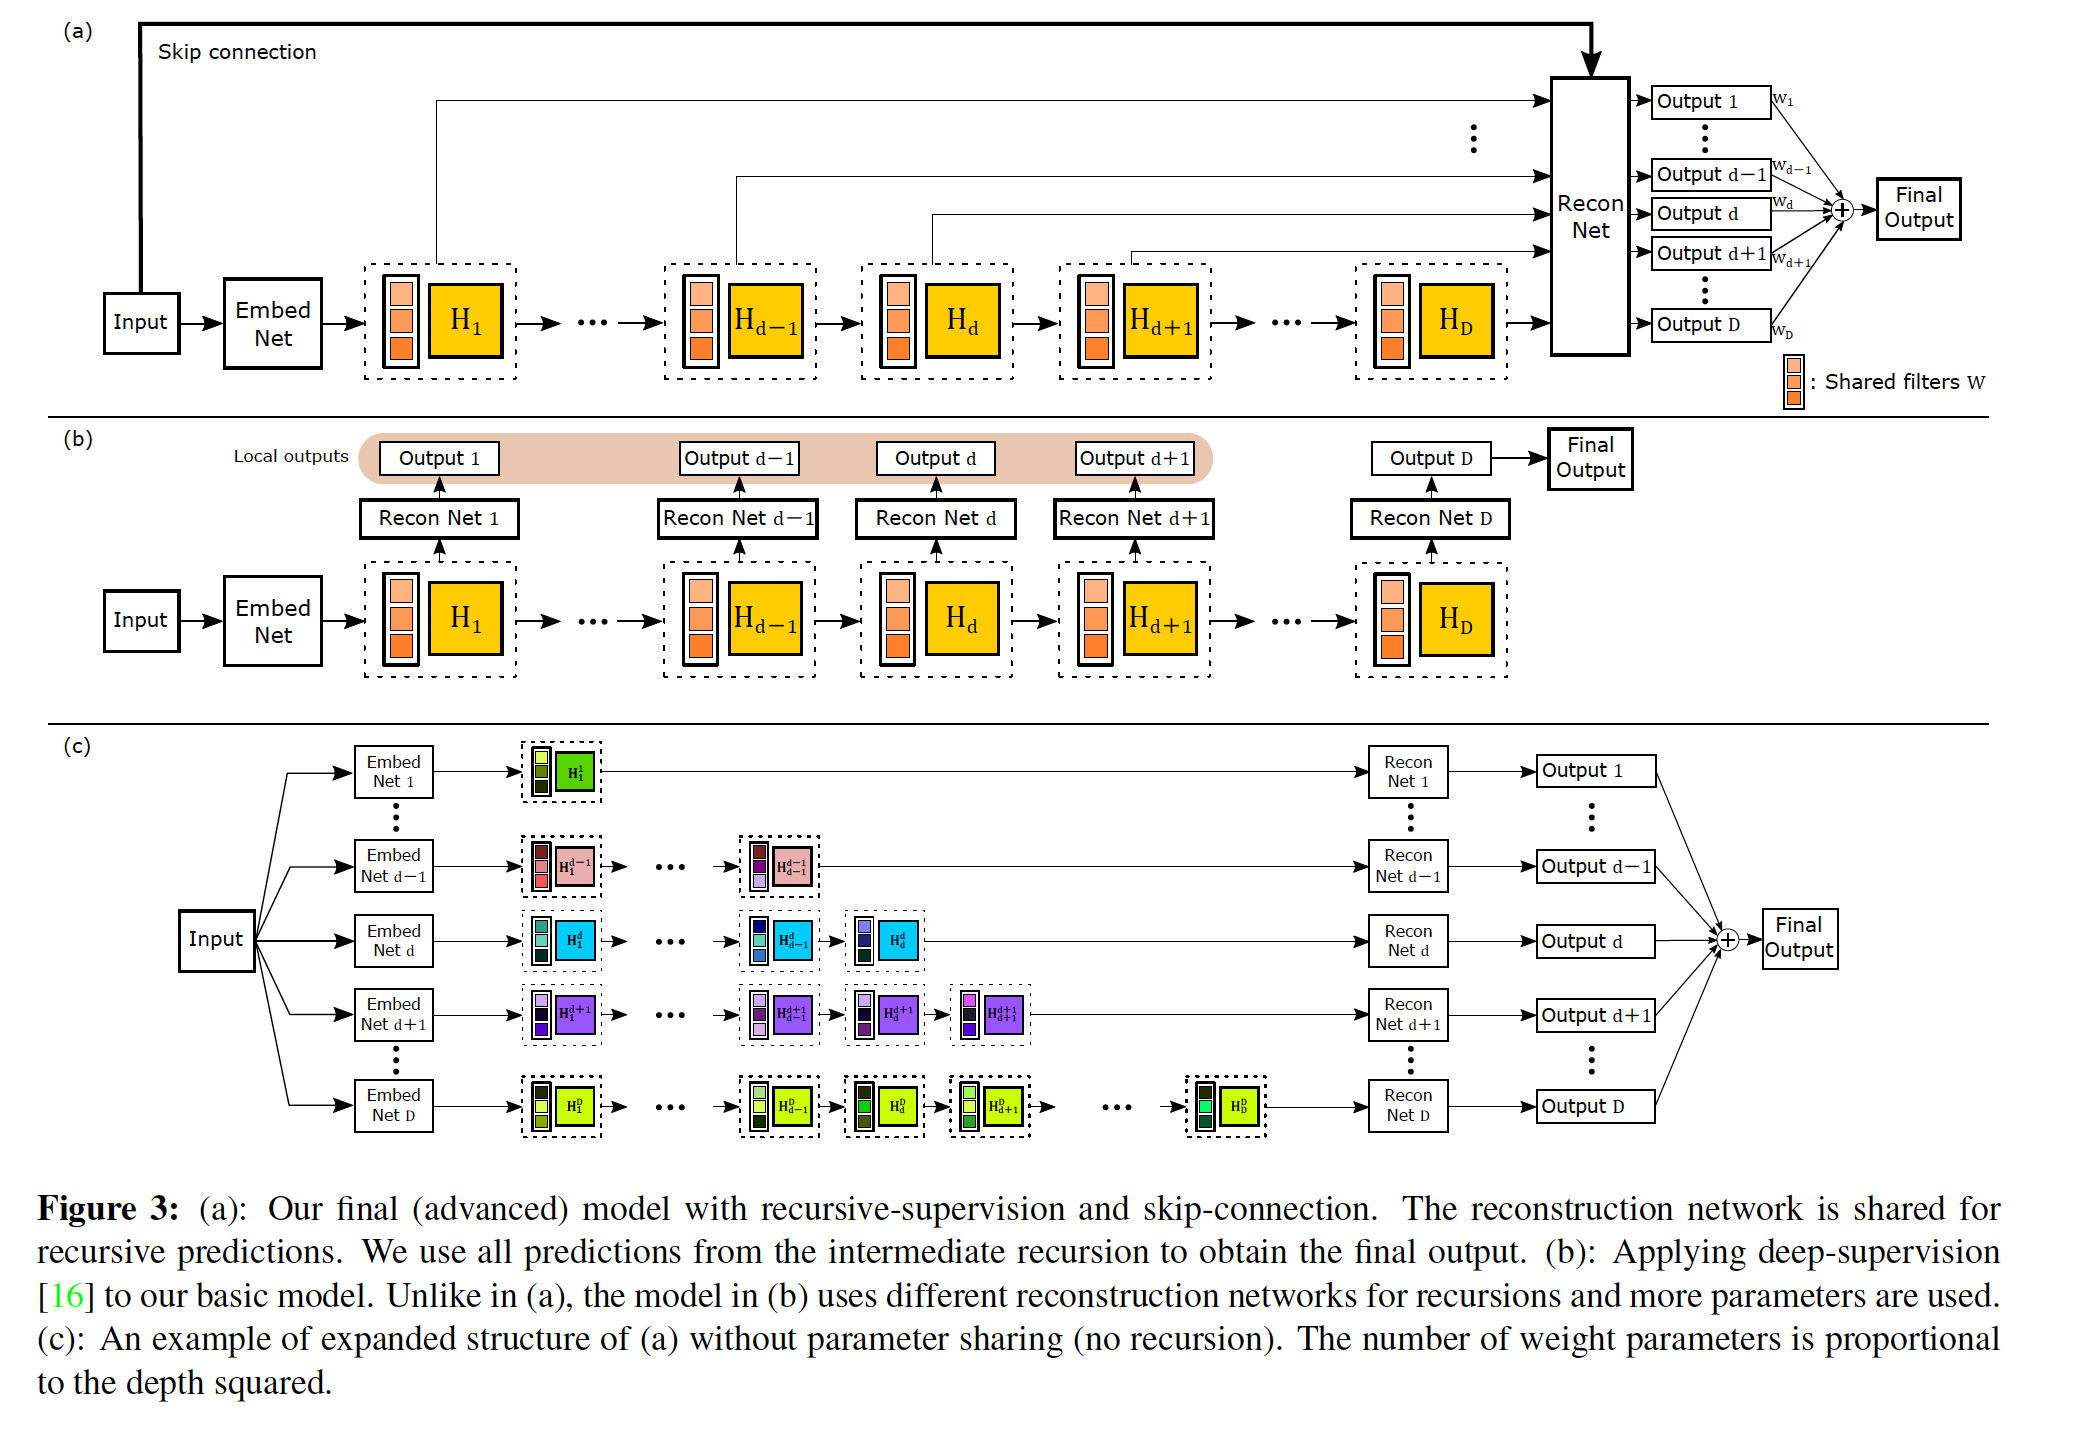 (a)
Skip connection
Input
Embed
Net
H1
H_{d−1}
H_d
H_{d+1}
H_D
Recon
Net
Output 1
w1
Output d−1
w_{d−1}
Output d
w_d
Output d+1
w_{d+1}
Output D
w_D
+
Final
Output
: Shared filters W
(b)
Local outputs
Output 1
Output d−1
Output d
Output d+1
Output D
Final
Output
Recon Net 1
Recon Net d−1
Recon Net d
Recon Net d+1
Recon Net D
Input
Embed
Net
H1
H_{d−1}
H_d
H_{d+1}
H_D
(c)
Input
Embed
Net 1
H_1^1
Recon
Net 1
Output 1
Embed
Net d−1
H_1^{d−1}
H_{d−1}^{d−1}
Recon
Net d−1
Output d−1
Embed
Net d
H_1^d
H_{d−1}^d
H_d^d
Recon
Net d
Output d
Embed
Net d+1
H_1^{d+1}
H_{d−1}^{d+1}
H_d^{d+1}
H_{d+1}^{d+1}
Recon
Net d+1
Output d+1
Embed
Net D
H_1^D
H_{d−1}^D
H_d^D
H_{d+1}^D
H_D^D
Recon
Net D
Output D
+
Final
Output
Figure 3: (a): Our final (advanced) model with recursive-supervision and skip-connection. The reconstruction network is shared for
recursive predictions. We use all predictions from the intermediate recursion to obtain the final output. (b): Applying deep-supervision
[16] to our basic model. Unlike in (a), the model in (b) uses different reconstruction networks for recursions and more parameters are used.
(c): An example of expanded structure of (a) without parameter sharing (no recursion). The number of weight parameters is proportional
to the depth squared.